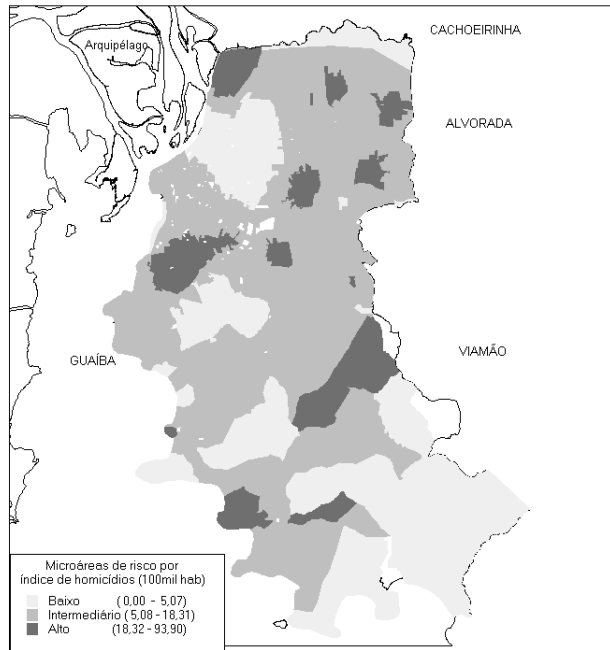 CACHOEIRINHA
Arquipélago
ALVORADA
GUAÍBA
VIAMÃO
Microáreas de risco por
índice de homicídios (100mil hab)
Baixo (0,00 - 5,07)
Intermediário (5,08 - 18,31)
Alto (18,32 - 93,90)